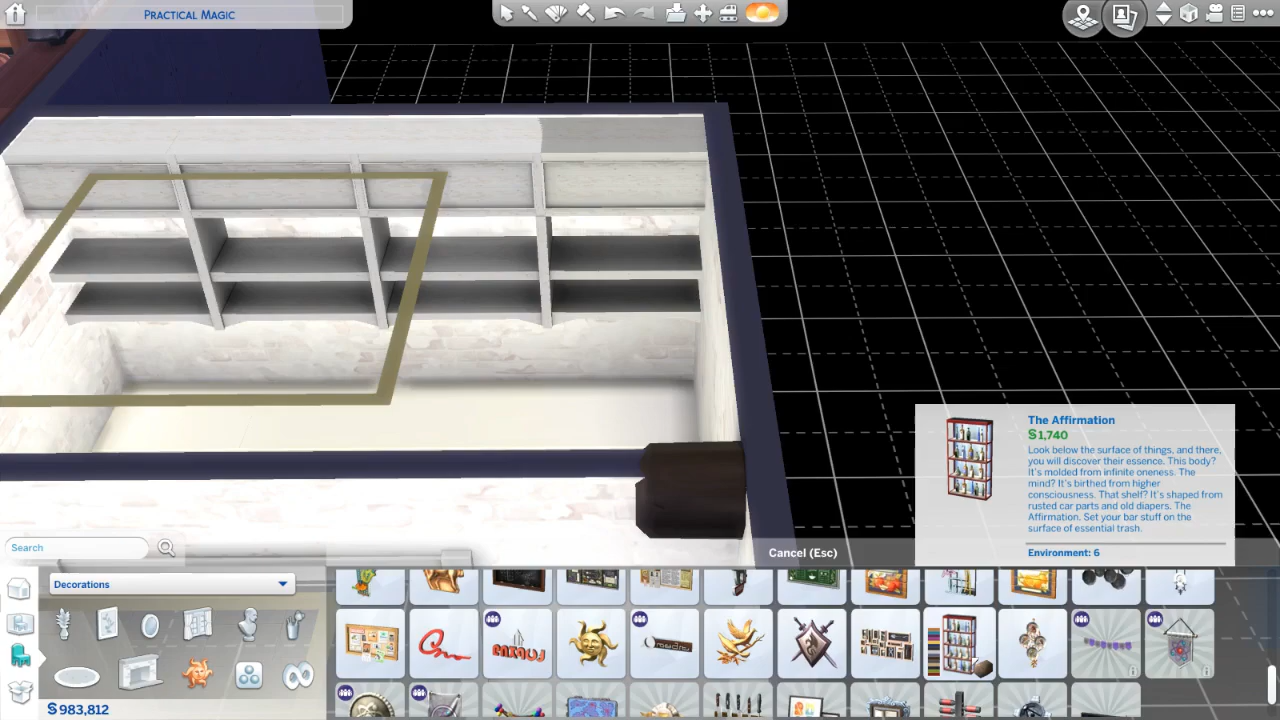 PRACTICAL MAGIC
The Affirmation
$1,740
Look below the surface of things, and there,
you will discover their essence. This body?
It's molded from infinite oneness. The
mind? It's birthed from higher
consciousness. That shelf? It's shaped from
rusted car parts and old diapers. The
Affirmation. Set your bar stuff on the
surface of essential trash.
Environment: 6
Cancel (Esc)
Search
Decorations
$983,812